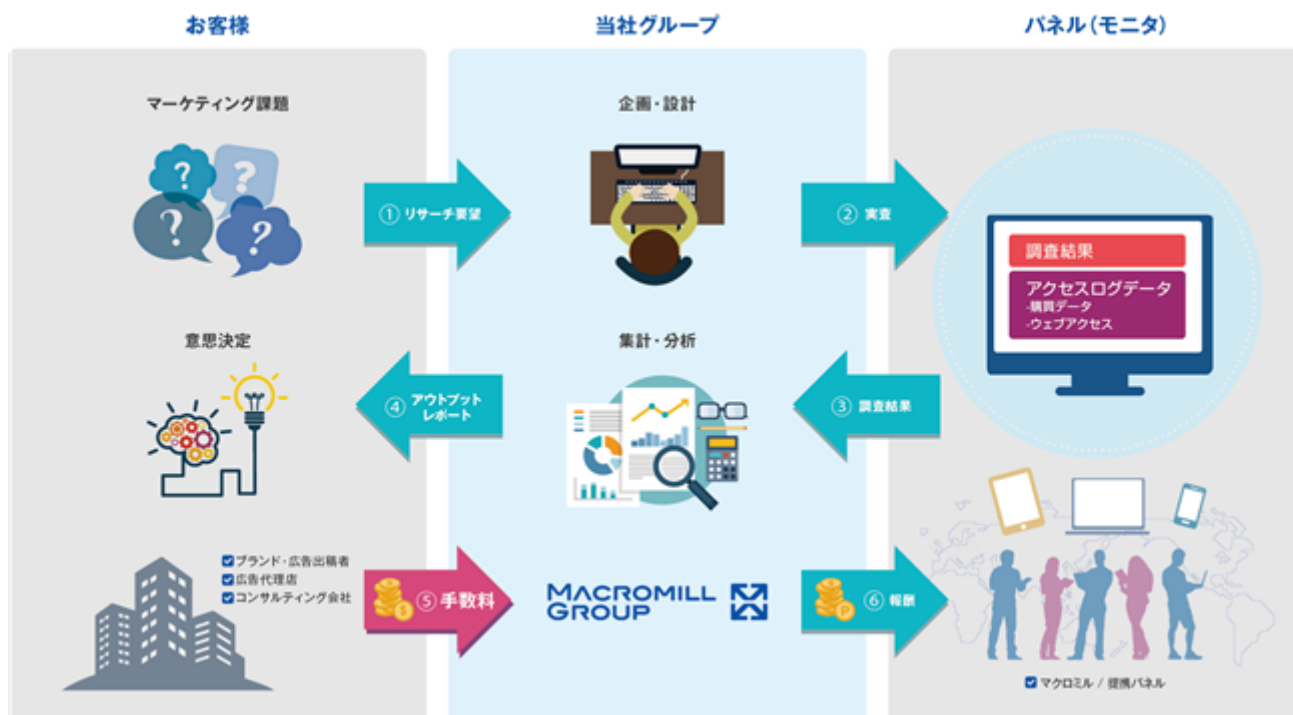 お客様
当社グループ
パネル(モニタ)
マーケティング課題
企画・設計
① リサーチ要望
② 実査
調査結果
アクセスログデータ
-購買データ
-ウェブアクセス
意思決定
集計・分析
④ アウトプット
レポート
③ 調査結果
ブランド・広告出稿者
広告代理店
コンサルティング会社
⑤ 手数料
MACROMILL
GROUP
⑥ 報酬
マクロミル / 提携パネル